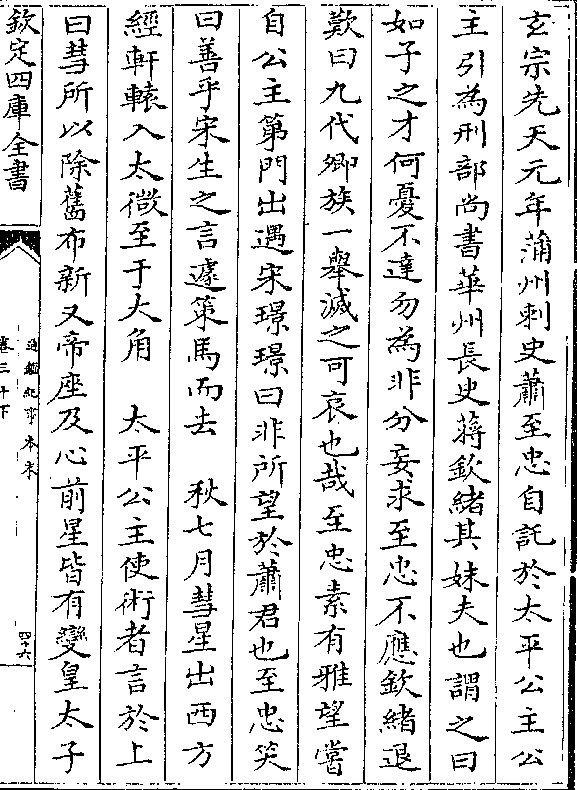 玄宗先天元年蒲州刺史蕭至忠自託於太平公主公
主引為刑部尚書華州長史蔣欽緒其妹夫也謂之曰
如子之才何憂不達勿為非分妄求至忠不應欽緒退
歎曰九代卿族一舉滅之可哀也哉至忠素有雅望嘗
自公主第門出遇宋璟璟曰非所望於蕭君也至忠笑
曰善乎宋生之言遽策馬而去　秋七月彗星出西方
經軒轅入太微至于大角　太平公主使術者言於上
曰彗所以除舊布新又帝座及心前星皆有變皇太子
欽定四庫全書
通鑑紀事本末
卷三十下
四十六